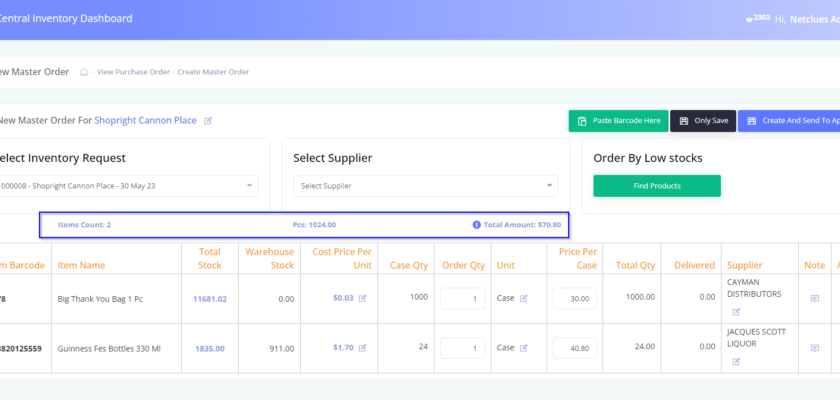 Central Inventory Dashboard
2302 Hi, Netclues Ad
ew Master Order View Purchase Order - Create Master Order
New Master Order For Shopright Cannon Place
Paste Barcode Here Only Save Create And Send To Ap
elect Inventory Request
000008 - Shopright Cannon Place - 30 May 23
Select Supplier
Select Supplier
Order By Low stocks
Find Products
Items Count: 2 Pcs: 1024.00 Total Amount: $70.80
m Barcode Item Name Total Stock Warehouse Stock Cost Price Per Unit Case Qty Order Qty Unit Price Per Case Total Qty Delivered Supplier Note A
78 Big Thank You Bag 1 Pc 11681.02 0.00 $0.03 1000 1 Case 30.00 1000.00 0.00 CAYMAN DISTRIBUTORS
8820125559 Guinness Fes Bottles 330 Ml 1835.00 911.00 $1.70 24 1 Case 40.80 24.00 0.00 JACQUES SCOTT LIQUOR